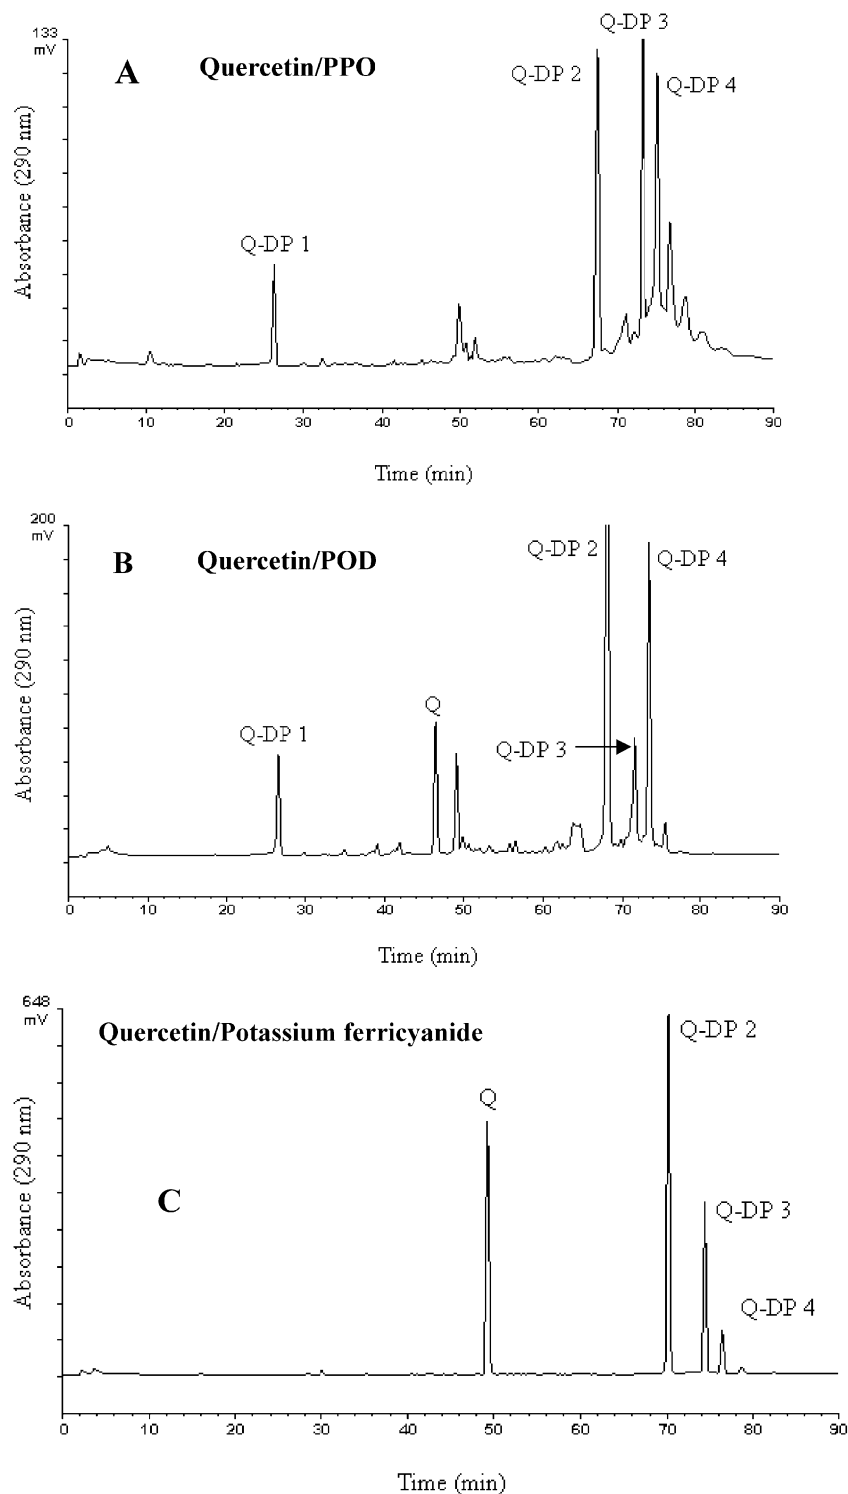 133
mV
A
Quercetin/PPO
Q-DP 3
Q-DP 2
Q-DP 4
Q-DP 1
Absorbance (290 nm)
0 10 20 30 40 50 60 70 80 90
Time (min)
200
mV
B
Quercetin/POD
Q-DP 2
Q-DP 4
Q
Q-DP 1
Q-DP 3
Absorbance (290 nm)
0 10 20 30 40 50 60 70 80 90
Time (min)
648
mV
Quercetin/Potassium ferricyanide
Q-DP 2
Q
C
Q-DP 3
Q-DP 4
Absorbance (290 nm)
0 10 20 30 40 50 60 70 80 90
Time (min)